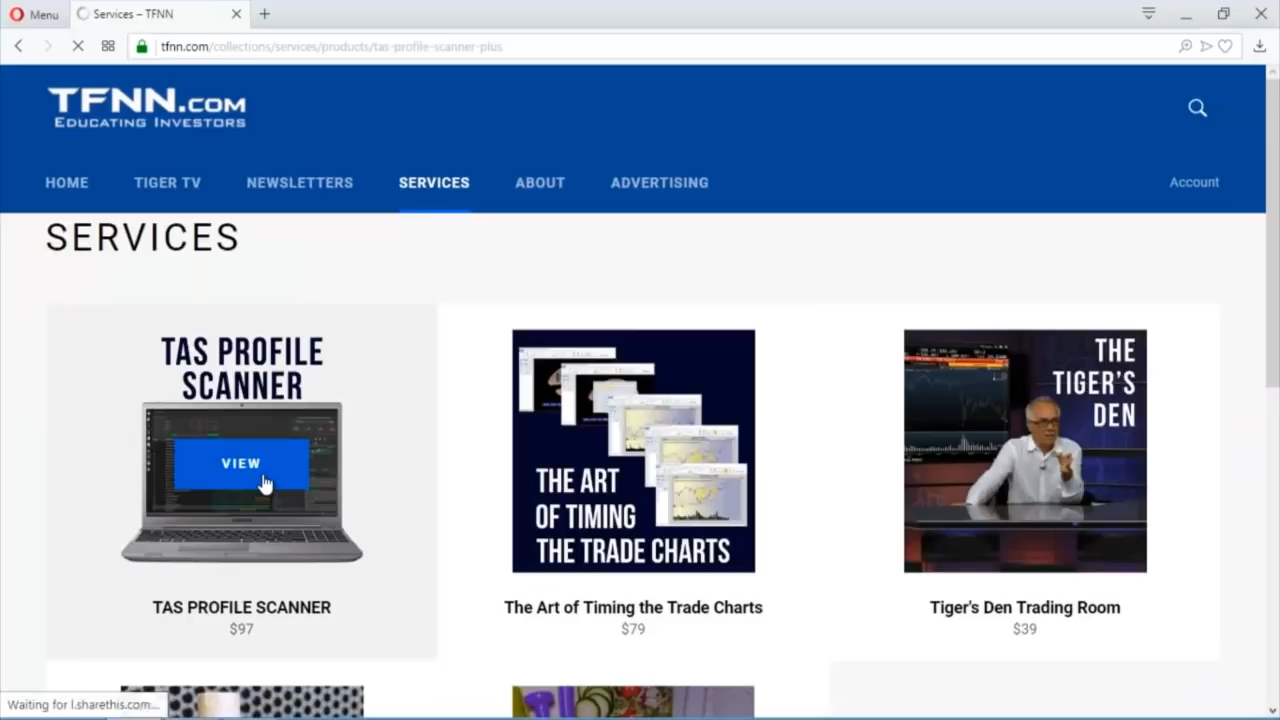 Menu
Services – TFNN
tfnn.com/collections/services/products/tas-profile-scanner-plus
TFNN.COM
EDUCATING INVESTORS
HOME
TIGER TV
NEWSLETTERS
SERVICES
ABOUT
ADVERTISING
Account
SERVICES
TAS PROFILE
SCANNER
VIEW
TAS PROFILE SCANNER
$97
THE ART
OF TIMING
THE TRADE CHARTS
The Art of Timing the Trade Charts
$79
THE
TIGER'S
DEN
Tiger's Den Trading Room
$39
Waiting for l.sharethis.com...